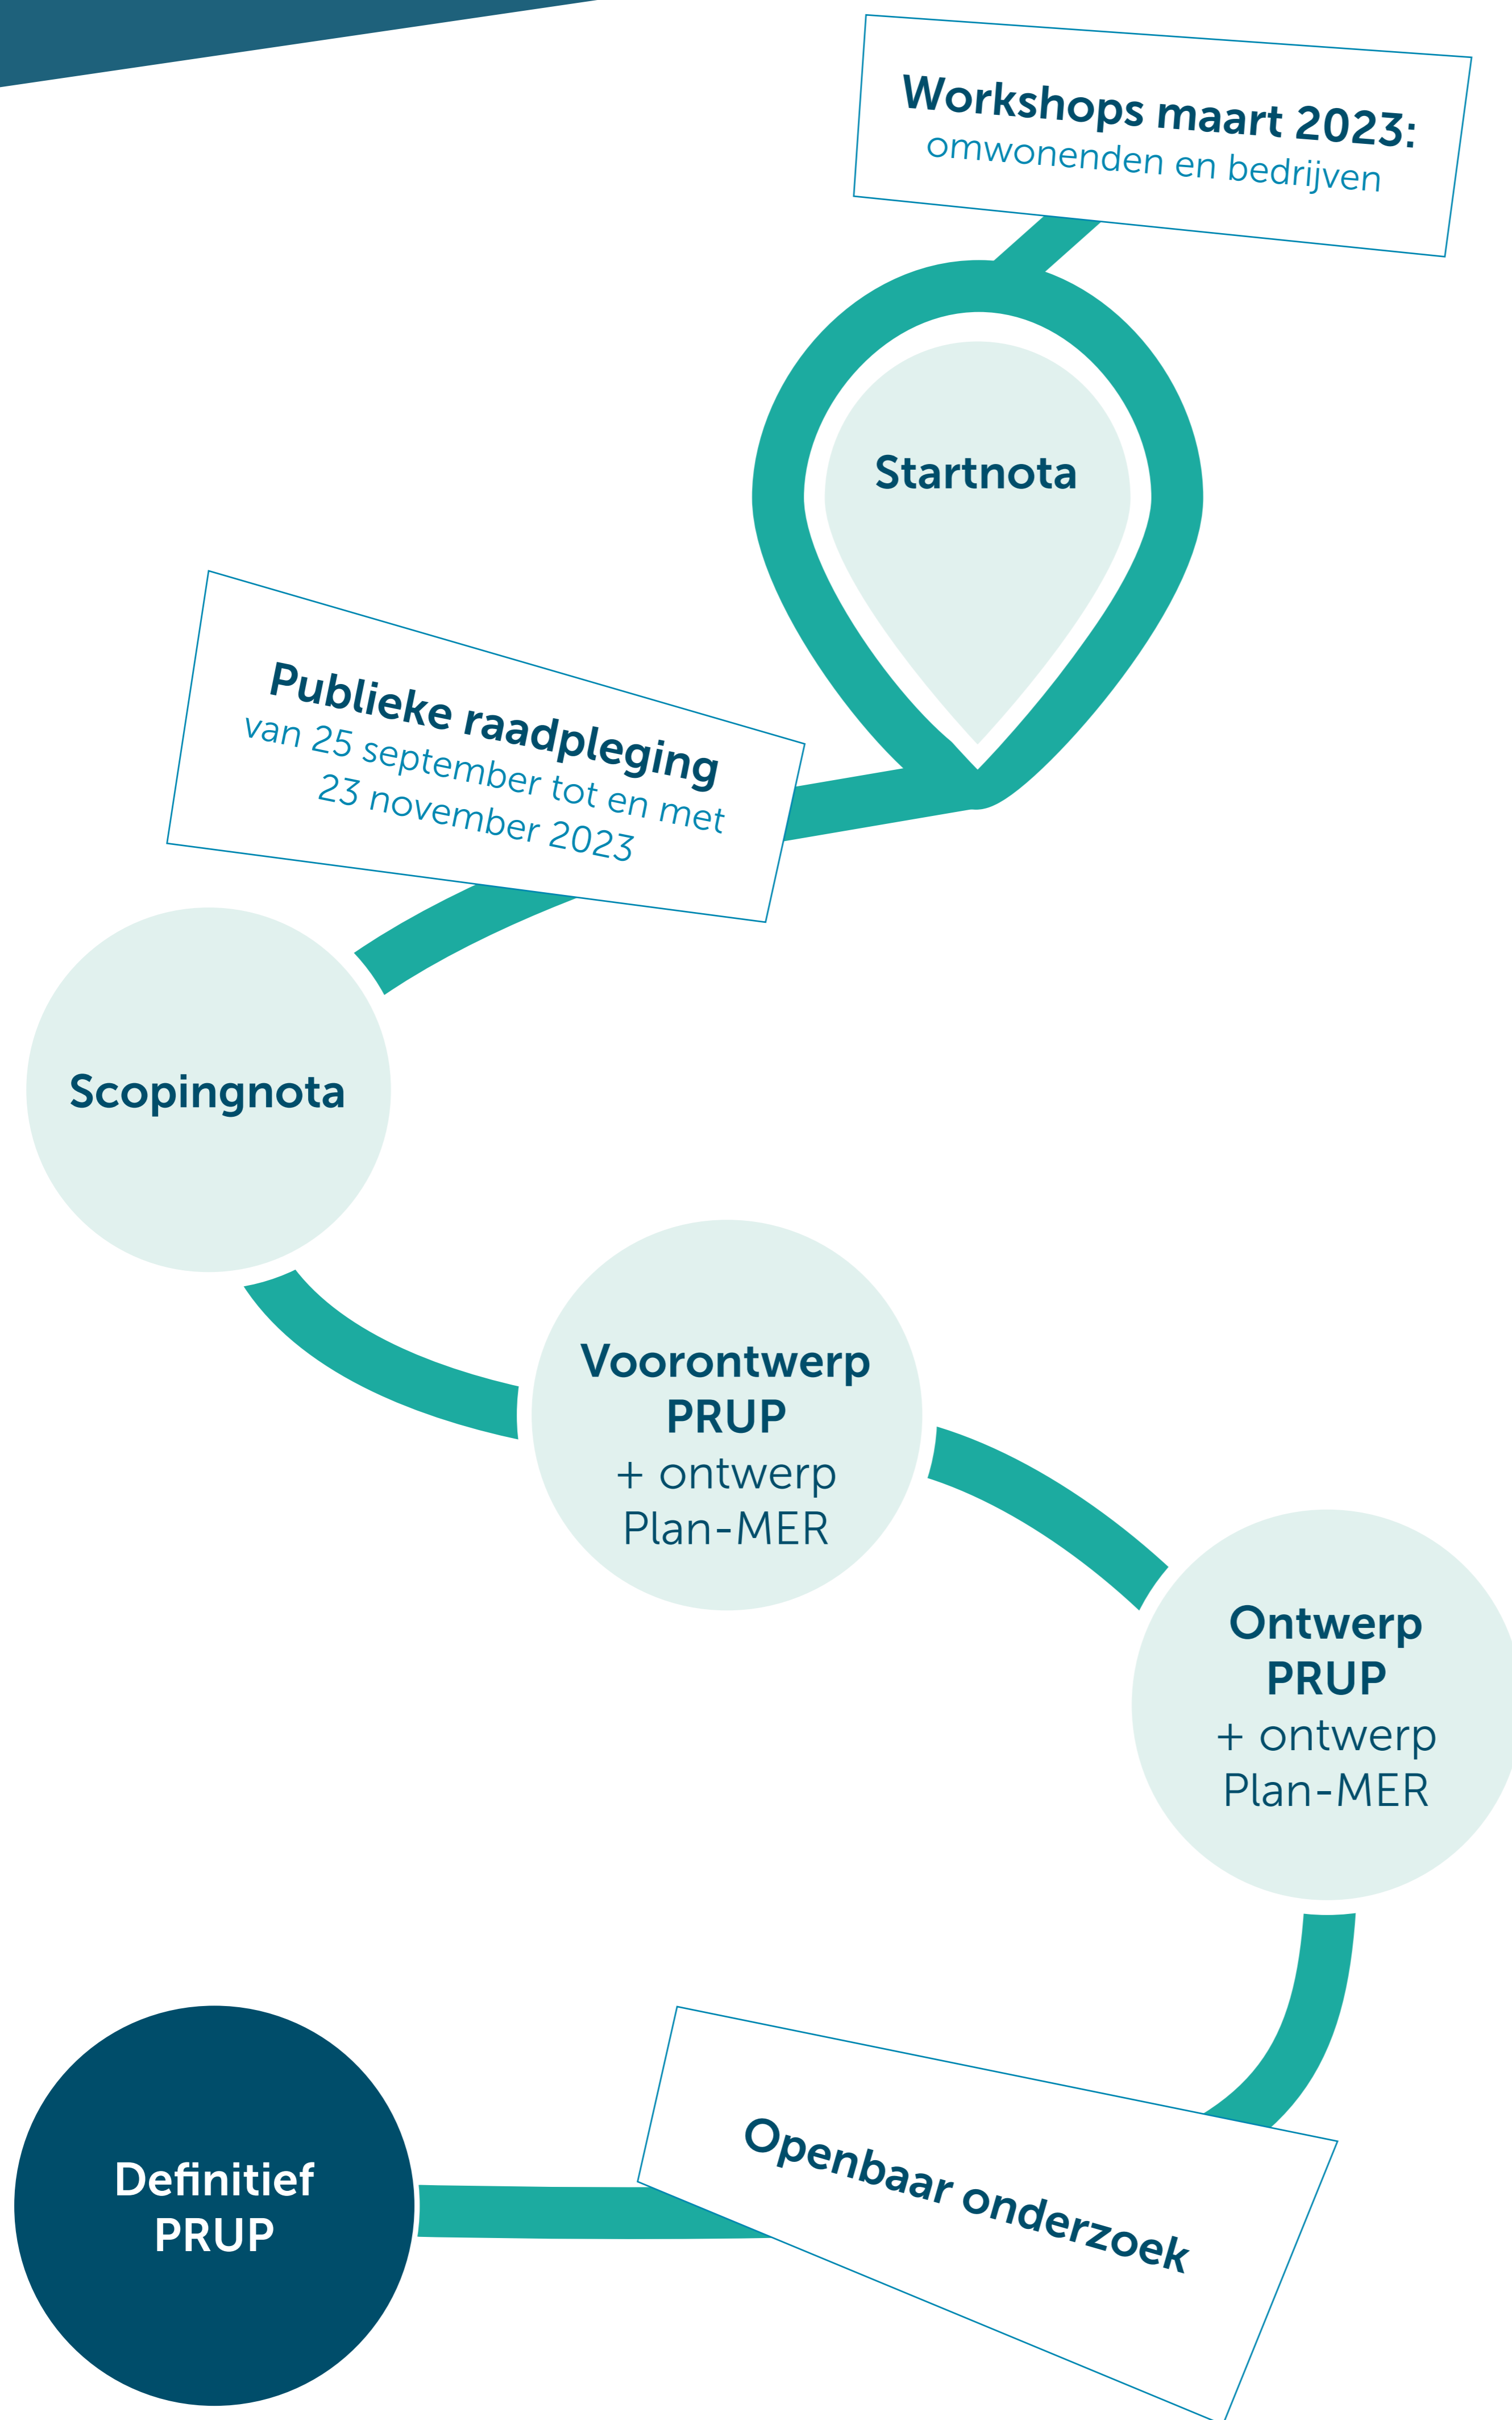 Workshops maart 2023:
omwonenden en bedrijven
Startnota
Publieke raadpleging
van 25 september tot en met
23 november 2023
Scopingnota
Voorontwerp
PRUP
+ ontwerp
Plan-MER
Ontwerp
PRUP
+ ontwerp
Plan-MER
Openbaar onderzoek
Definitief
PRUP